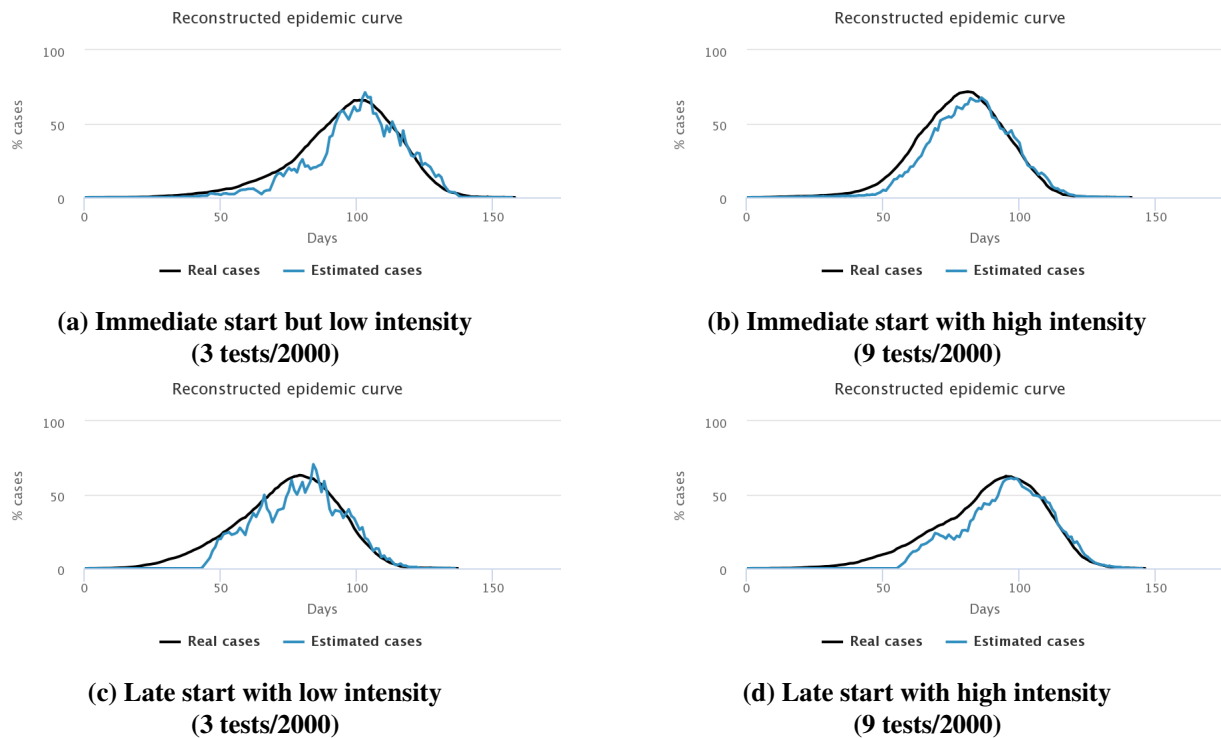 Reconstructed epidemic curve
100
50
0
% cases
0 50 100 150
Days
Real cases Estimated cases
(a) Immediate start but low intensity
(3 tests/2000)
Reconstructed epidemic curve
100
50
0
% cases
0 50 100 150
Days
Real cases Estimated cases
(b) Immediate start with high intensity
(9 tests/2000)
Reconstructed epidemic curve
100
50
0
% cases
0 50 100 150
Days
Real cases Estimated cases
(c) Late start with low intensity
(3 tests/2000)
Reconstructed epidemic curve
100
50
0
% cases
0 50 100 150
Days
Real cases Estimated cases
(d) Late start with high intensity
(9 tests/2000)